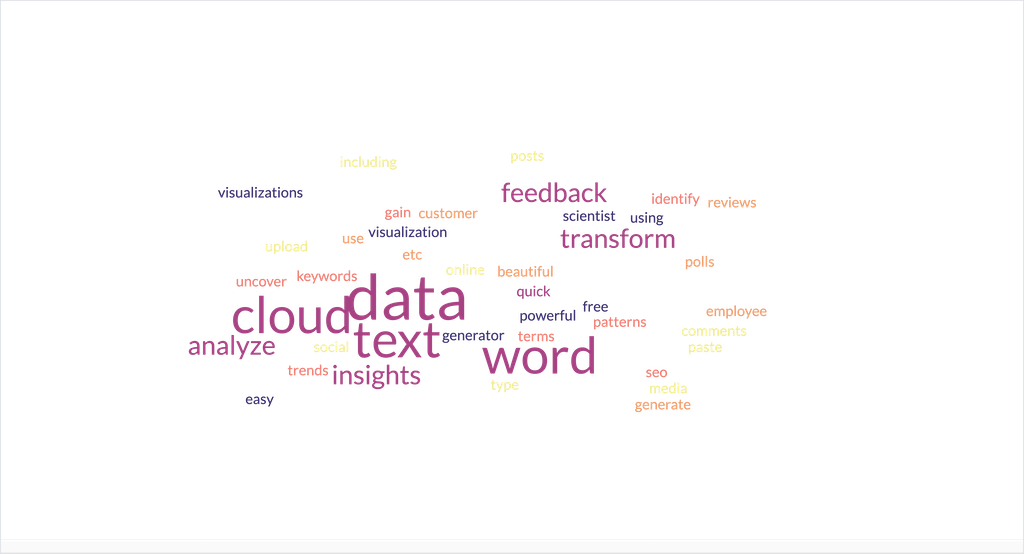 posts
including
feedback
visualizations
identify
reviews
gain
customer
scientist
using
visualization
use
transform
upload
etc
polls
online
beautiful
uncover
keywords
quick
data
free
cloud
powerful
employee
patterns
text
generator
terms
comments
analyze
social
paste
word
trends
insights
seo
type
media
easy
generate